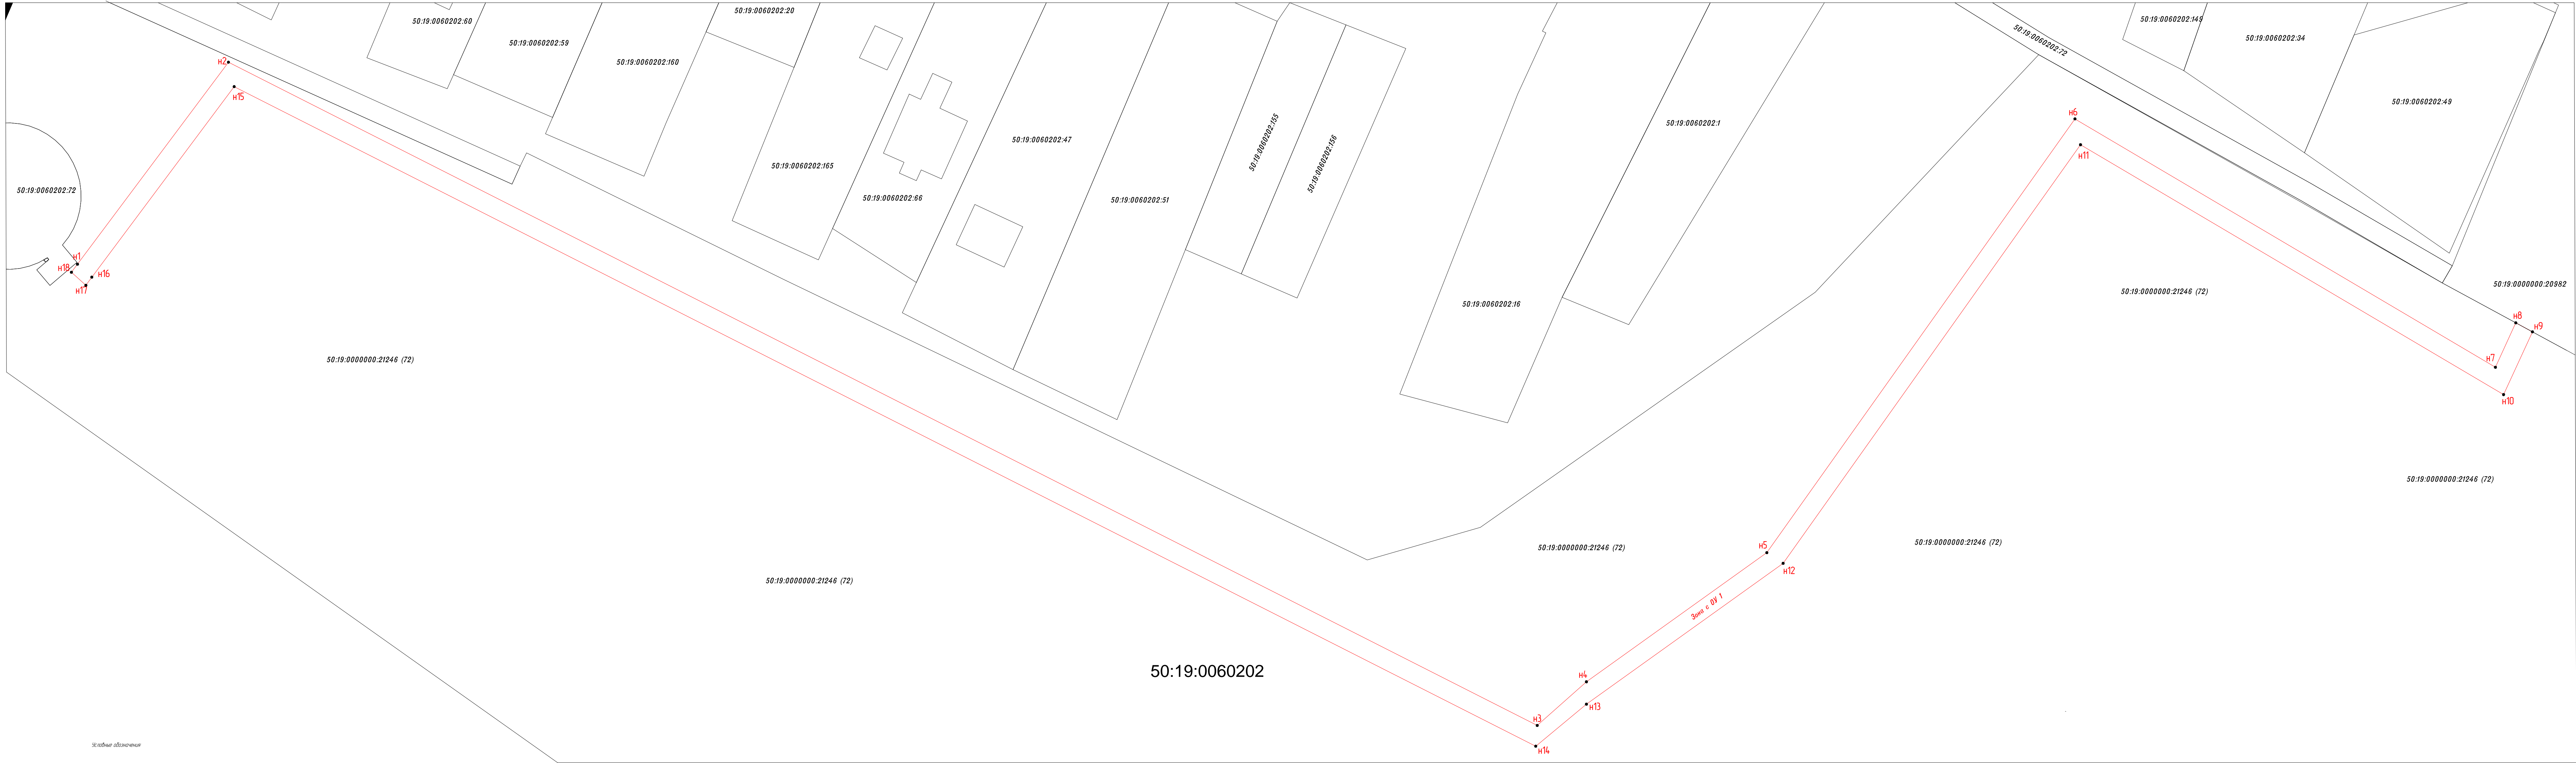 50:19:0060202:60
50:19:0060202:20
50:19:0060202:59
50:19:0060202:160
50:19:0060202:149
50:19:0060202:72
50:19:0060202:34
н2
н15
50:19:0060202:49
н6
50:19:0060202:1
50:19:0060202:47
50:19:0060202:155
50:19:0060202:156
н11
50:19:0060202:165
50:19:0060202:72
50:19:0060202:66
50:19:0060202:51
н1
н18
н16
н17
50:19:0000000:20982
50:19:0000000:21246 (72)
50:19:0060202:16
н8
н9
50:19:0000000:21246 (72)
н7
н10
50:19:0000000:21246 (72)
50:19:0000000:21246 (72)
50:19:0000000:21246 (72)
н5
н12
50:19:0000000:21246 (72)
Зона с ОУ 1
50:19:0060202
н4
н13
н3
н14
Условные обозначения